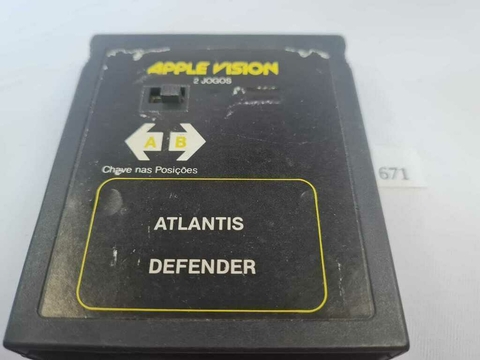 APPLE VISION
2 JOGOS
A B
671
Chave nas Posições
ATLANTIS
DEFENDER